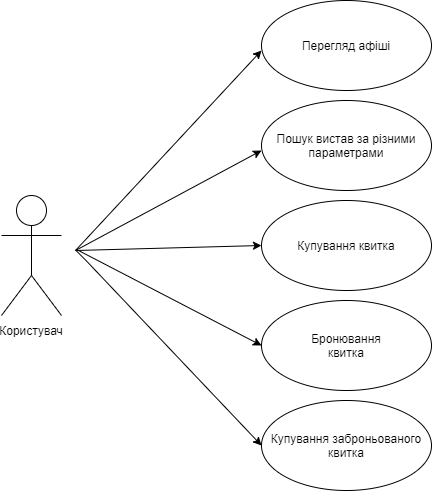 Перегляд афіші
Пошук вистав за різними
параметрами
Купування квитка
Користувач
Бронювання
квитка
Купування заброньованого
квитка